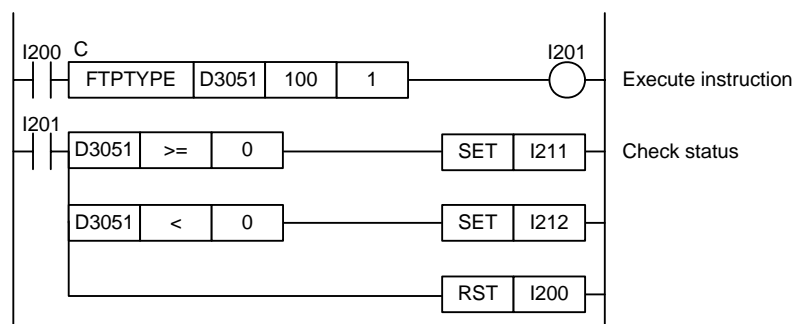 I200 C I201
FTPTYPE D3051 100 1 Execute instruction
I201
D3051 >= 0 SET I211 Check status
D3051 < 0 SET I212
RST I200